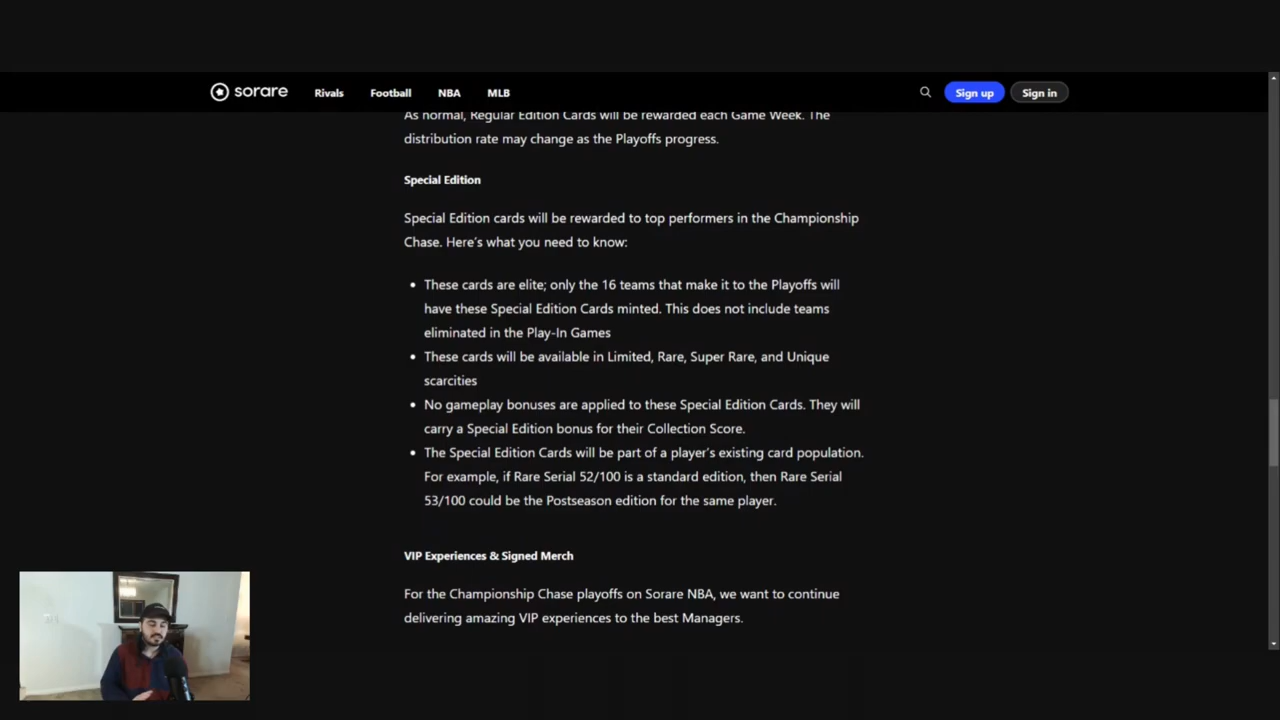 sorare Rivals Football NBA MLB Sign up Sign in
As normal, Regular Edition Cards will be rewarded each Game Week. The
distribution rate may change as the Playoffs progress.
Special Edition
Special Edition cards will be rewarded to top performers in the Championship
Chase. Here's what you need to know:
These cards are elite; only the 16 teams that make it to the Playoffs will
have these Special Edition Cards minted. This does not include teams
eliminated in the Play-In Games
These cards will be available in Limited, Rare, Super Rare, and Unique
scarcities
No gameplay bonuses are applied to these Special Edition Cards. They will
carry a Special Edition bonus for their Collection Score.
The Special Edition Cards will be part of a player's existing card population.
For example, if Rare Serial 52/100 is a standard edition, then Rare Serial
53/100 could be the Postseason edition for the same player.
VIP Experiences & Signed Merch
For the Championship Chase playoffs on Sorare NBA, we want to continue
delivering amazing VIP experiences to the best Managers.